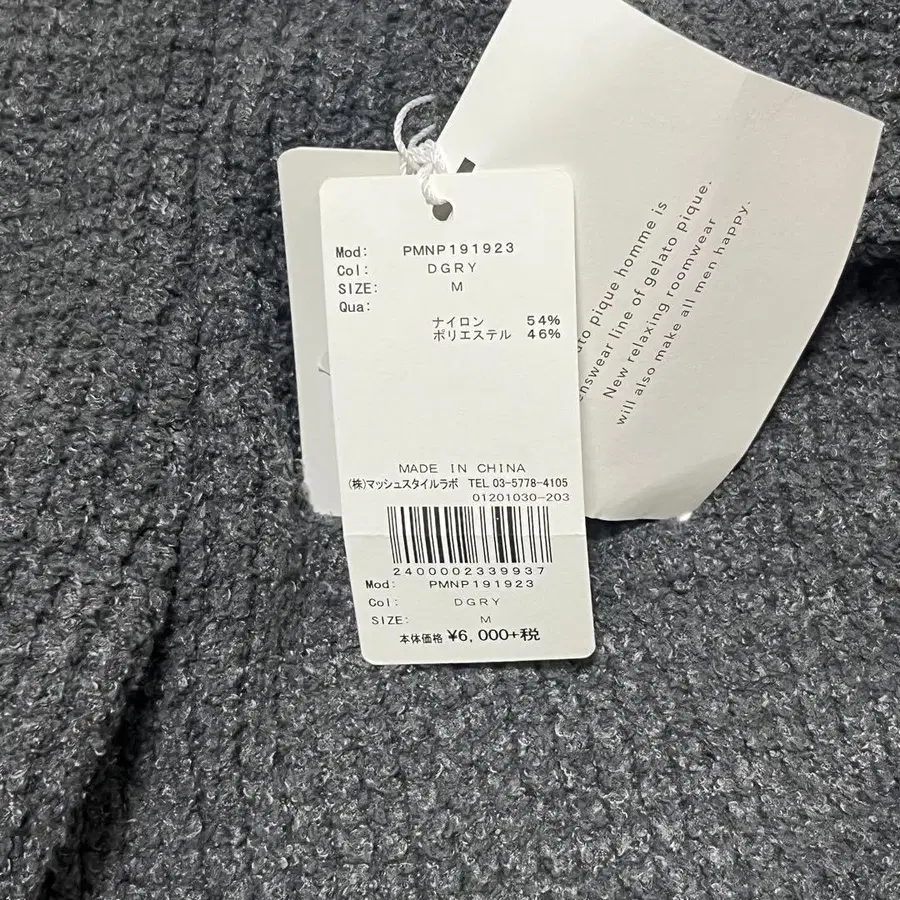 Mod: PMNP191923
Col: DGRY
SIZE: M
Qua:
ナイロン 54%
ポリエステル 46%
MADE IN CHINA
(株)マッシュスタイルラボ TEL 03-5778-4105
01201030-203
2400002339937
Mod: PMNP191923
Col: DGRY
SIZE: M
本体価格 ¥6,000+税
pique homme is
line of gelato pique.
New relaxing roomwear
will also make all men happy.